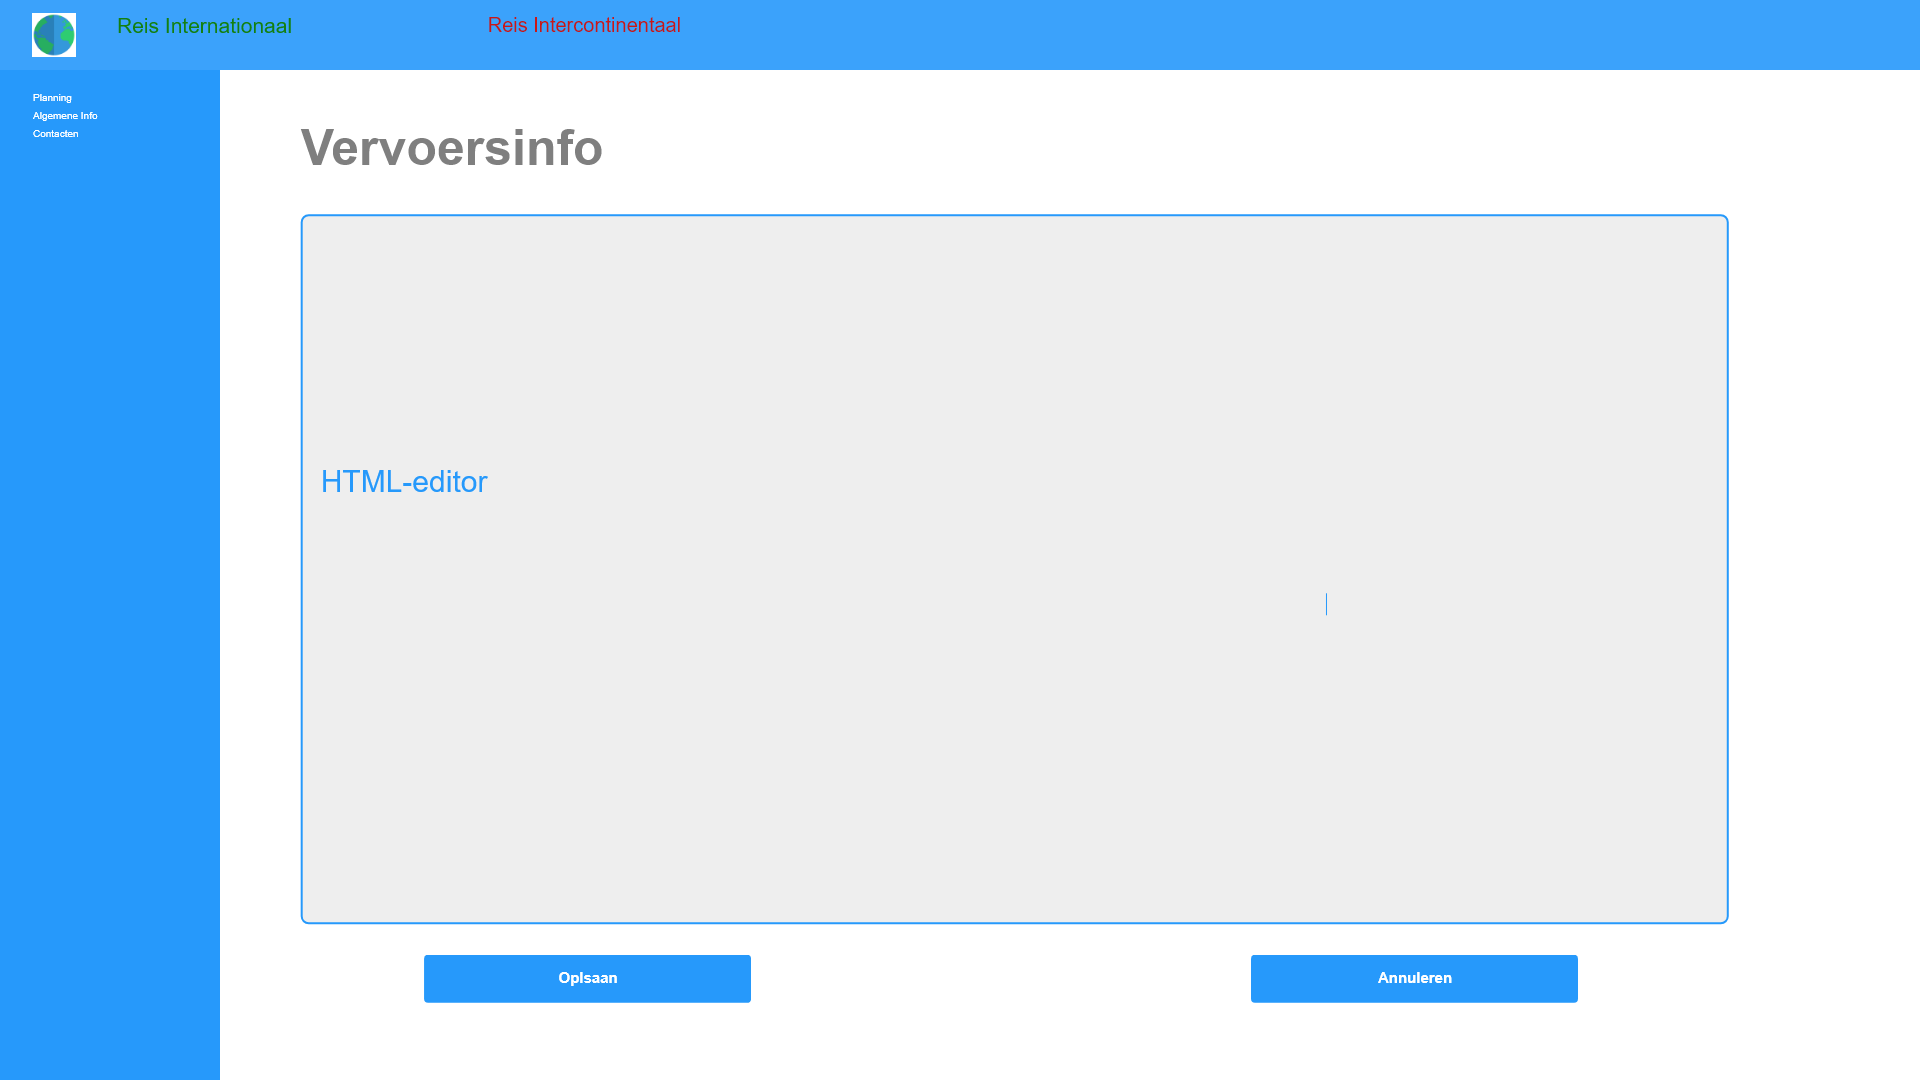 Reis Internationaal
Reis Intercontinentaal
Planning
Algemene Info
Contacten
Vervoersinfo
HTML-editor
Oplsaan
Annuleren